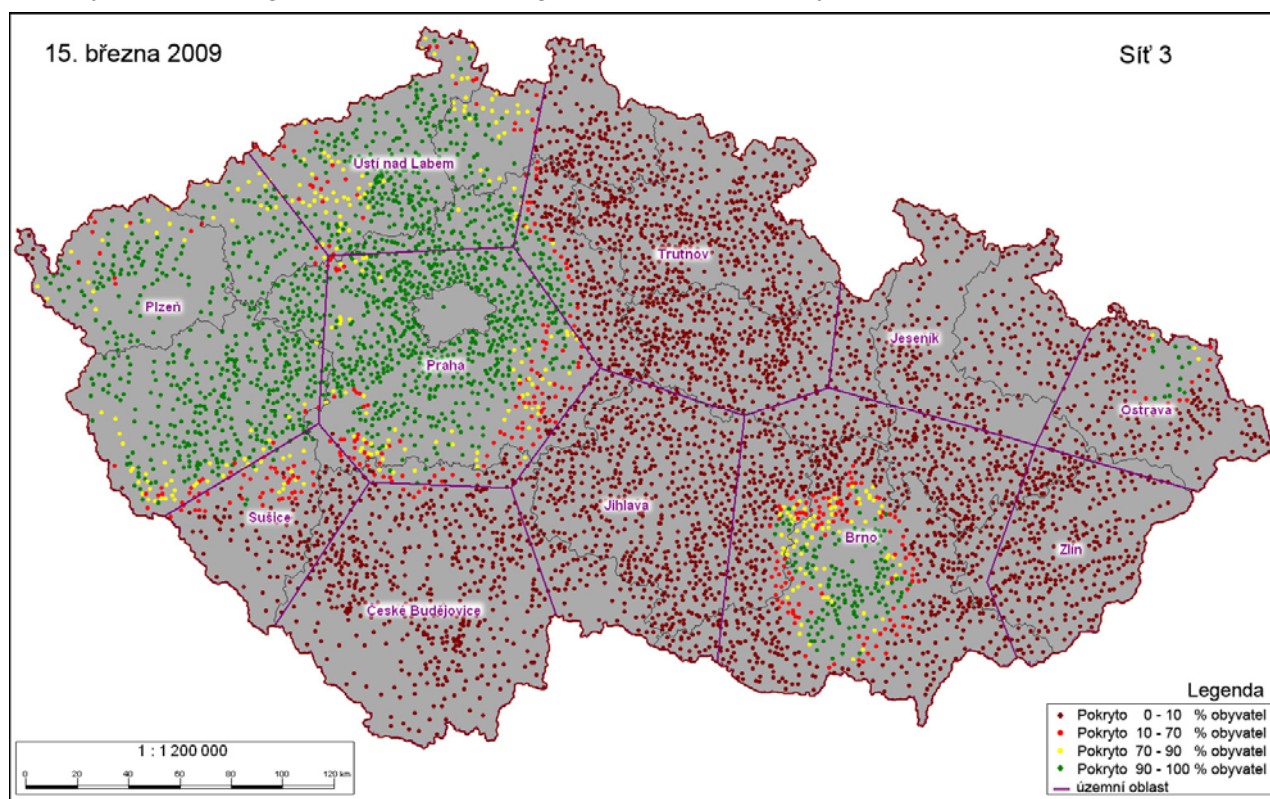 15. března 2009
Síť 3
Ústí nad Labem
Trutnov
Plzeň
Jeseník
Praha
Ostrava
Sušice
Jihlava
Brno
Zlín
České Budějovice
Legenda
Pokryto 0 - 10 % obyvatel
Pokryto 10 - 70 % obyvatel
Pokryto 70 - 90 % obyvatel
Pokryto 90 - 100 % obyvatel
územní oblast
1 : 1 200 000
0 20 40 60 80 100 120 km